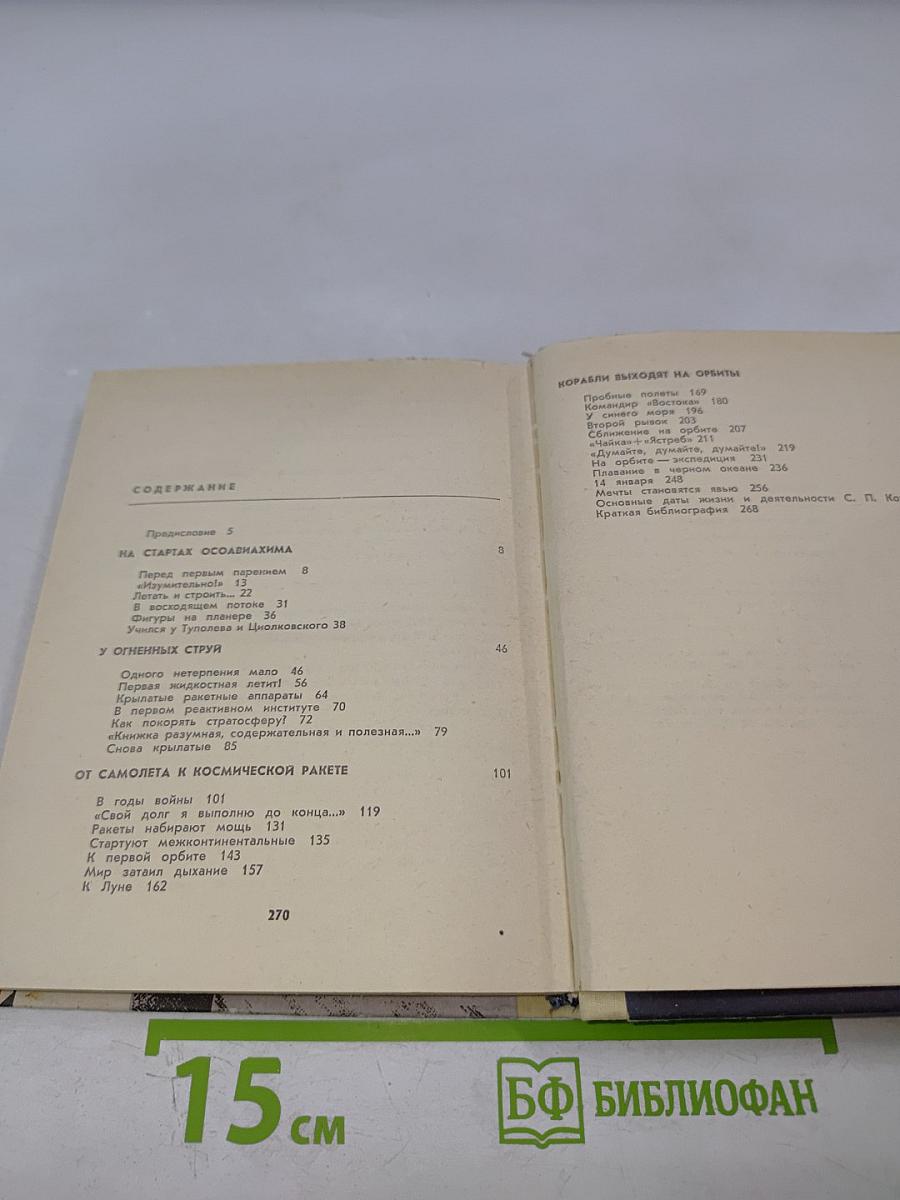 СОДЕРЖАНИЕ
Предисловие 5
НА СТАРТАХ ОСОАВИАХИМА 8
Перед первым парением 8
«Изумительно!» 13
Летать и строить... 22
В восходящем потоке 31
Фигуры на планере 36
Учился у Туполева и Циолковского 38
У ОГНЕННЫХ СТРУЙ 46
Одного нетерпения мало 46
Первая жидкостная летит! 56
Крылатые ракетные аппараты 64
В первом реактивном институте 70
Как покорять стратосферу? 72
«Книжка разумная, содержательная и полезная...» 79
Снова крылатые 85
ОТ САМОЛЕТА К КОСМИЧЕСКОЙ РАКЕТЕ 101
В годы войны 101
«Свой долг я выполню до конца...» 119
Ракеты набирают мощь 131
Стартуют межконтинентальные 135
К первой орбите 143
Мир затаил дыхание 157
К Луне 162
270
КОРАБЛИ ВЫХОДЯТ НА ОРБИТЫ
Пробные полеты 169
Командир «Востока» 180
У синего моря 196
Второй рывок 203
Сближение на орбите 207
«Чайка»+«Ястреб» 211
«Думайте, думайте, думайте!» 219
На орбите — экспедиция 231
Плавание в черном океане 236
14 января 248
Мечты становятся явью 256
Основные даты жизни и деятельности С. П. Ко
Краткая библиография 268
15 см
БФ БИБЛИОФАН